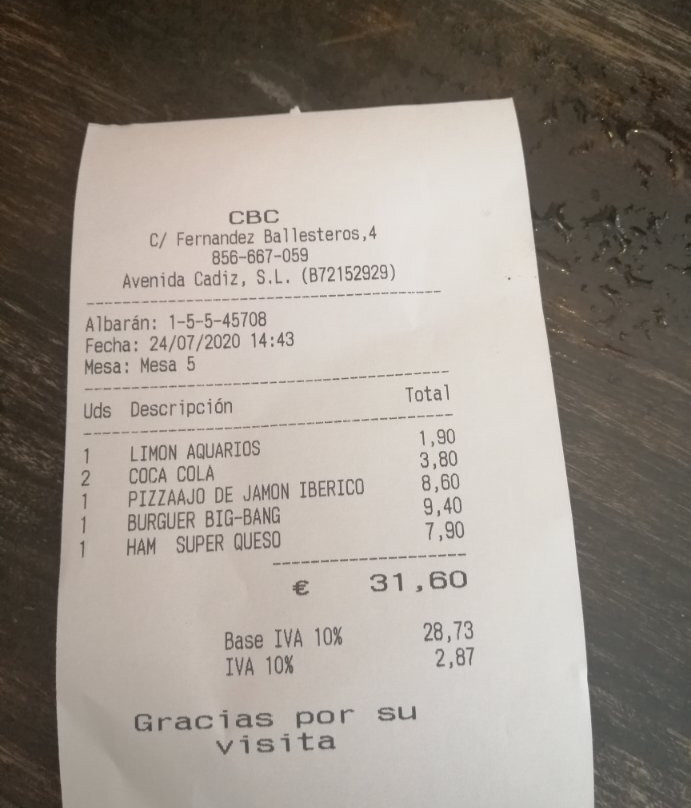 CBC
C/ Fernandez Ballesteros,4
856-667-059
Avenida Cadiz, S.L. (B72152929)
Albarán: 1-5-5-45708
Fecha: 24/07/2020 14:43
Mesa: Mesa 5
Uds Descripción Total
1 LIMON AQUARIOS 1,90
2 COCA COLA 3,80
1 PIZZAAJO DE JAMON IBERICO 8,60
1 BURGUER BIG-BANG 9,40
1 HAM SUPER QUESO 7,90
€ 31,60
Base IVA 10% 28,73
IVA 10% 2,87
Gracias por su
visita